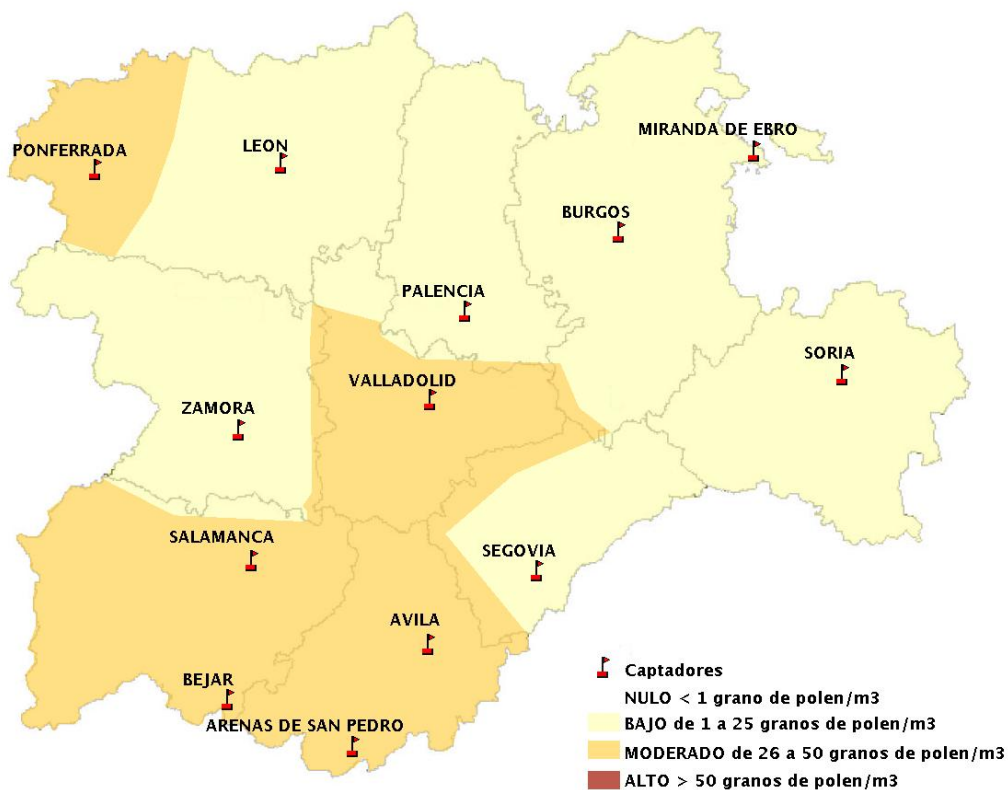 MIRANDA DE EBRO
PONFERRADA
LEON
BURGOS
PALENCIA
SORIA
VALLADOLID
ZAMORA
SALAMANCA
SEGOVIA
AVILA
BEJAR
ARENAS DE SAN PEDRO
Captadores
NULO < 1 grano de polen/m3
BAJO de 1 a 25 granos de polen/m3
MODERADO de 26 a 50 granos de polen/m3
ALTO > 50 granos de polen/m3